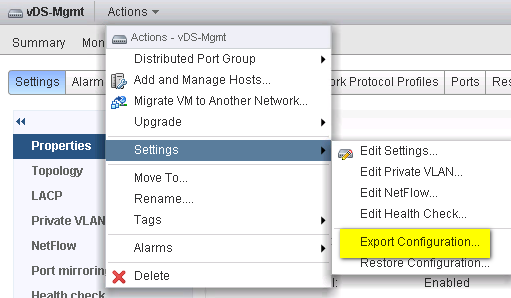 vDS-Mgmt Actions
Summary Mon
Actions - vDS-Mgmt
Settings Alarm
Distributed Port Group
Add and Manage Hosts...
rk Protocol Profiles Ports Res
Migrate VM to Another Network...
Upgrade
Properties
Settings
Edit Settings...
Topology
Move To...
Edit Private VLAN...
LACP
Rename....
Edit NetFlow...
Private VLAN
Tags
Edit Health Check...
NetFlow
Alarms
Export Configuration...
Port mirroring
Restore Configuration...
Delete
Enabled
Health check